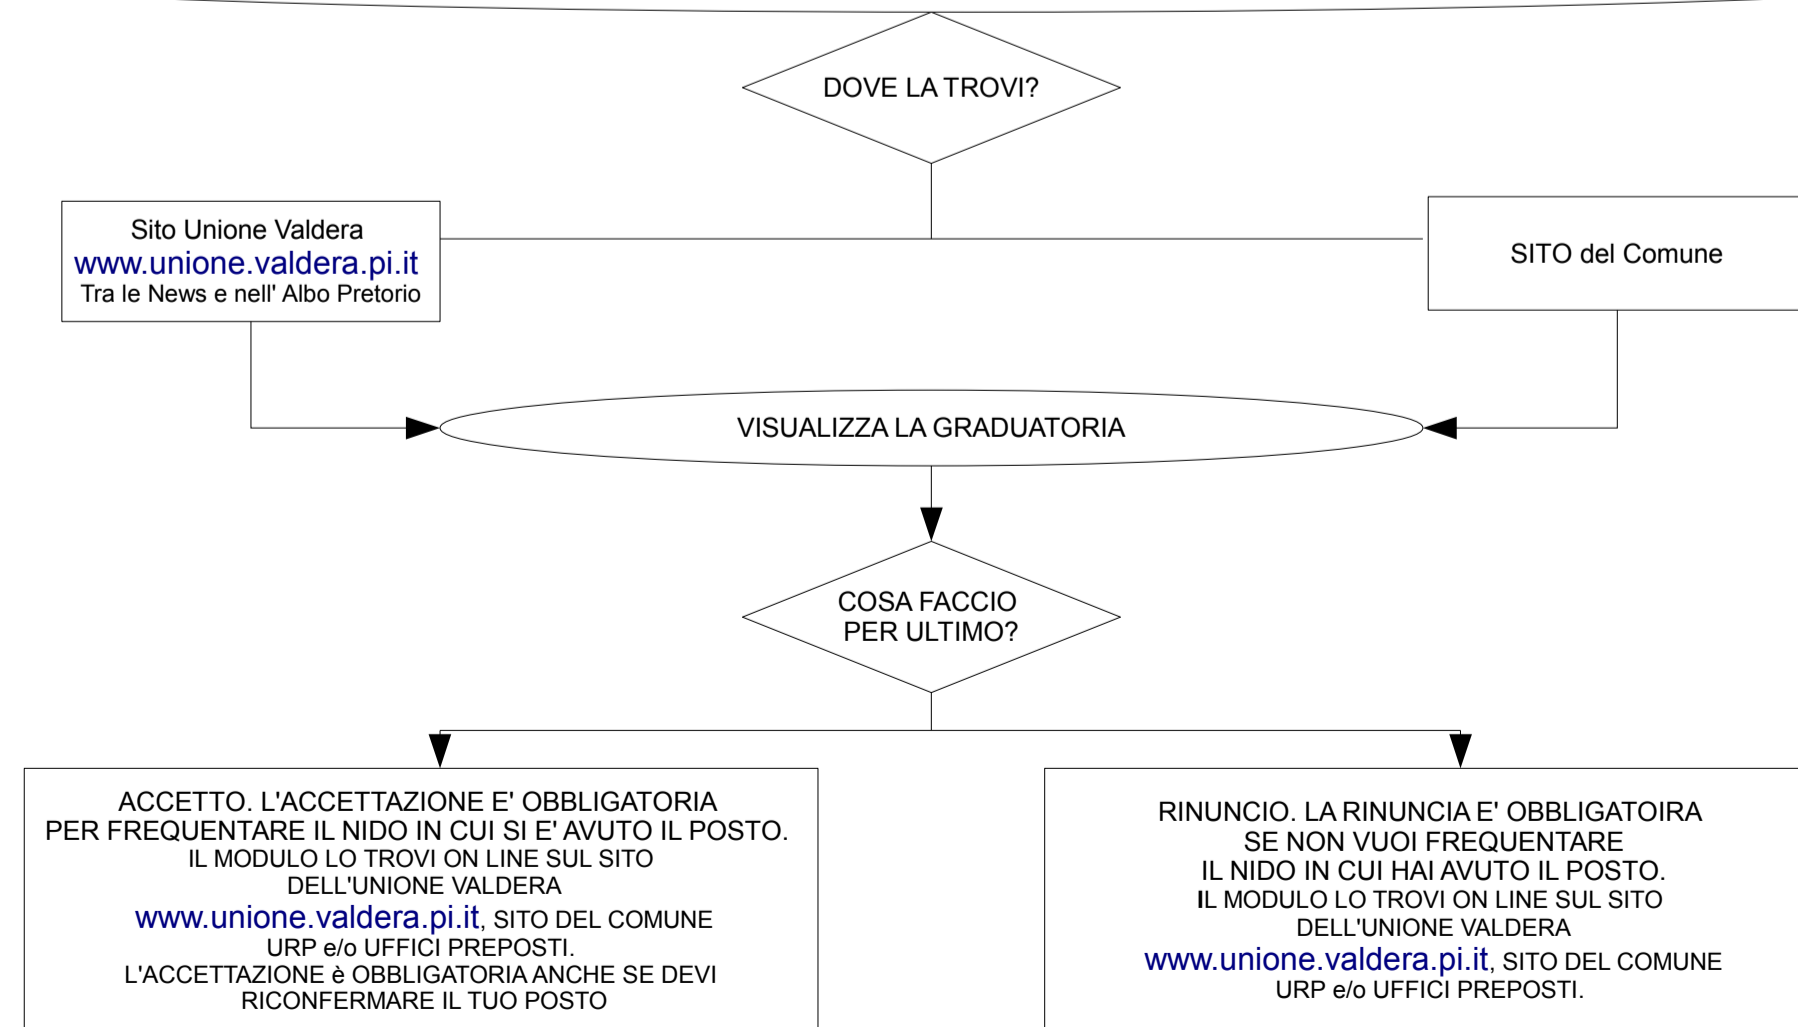 DOVE LA TROVI?
Sito Unione Valdera
www.unione.valdera.pi.it
Tra le News e nell' Albo Pretorio
SITO del Comune
VISUALIZZA LA GRADUATORIA
COSA FACCIO
PER ULTIMO?
ACCETTO. L'ACCETTAZIONE E' OBBLIGATORIA
PER FREQUENTARE IL NIDO IN CUI SI E' AVUTO IL POSTO.
IL MODULO LO TROVI ON LINE SUL SITO
DELL'UNIONE VALDERA
www.unione.valdera.pi.it, SITO DEL COMUNE
URP e/o UFFICI PREPOSTI.
L'ACCETTAZIONE è OBBLIGATORIA ANCHE SE DEVI
RICONFERMARE IL TUO POSTO
RINUNCIO. LA RINUNCIA E' OBBLIGATOIRA
SE NON VUOI FREQUENTARE
IL NIDO IN CUI HAI AVUTO IL POSTO.
IL MODULO LO TROVI ON LINE SUL SITO
DELL'UNIONE VALDERA
www.unione.valdera.pi.it, SITO DEL COMUNE
URP e/o UFFICI PREPOSTI.